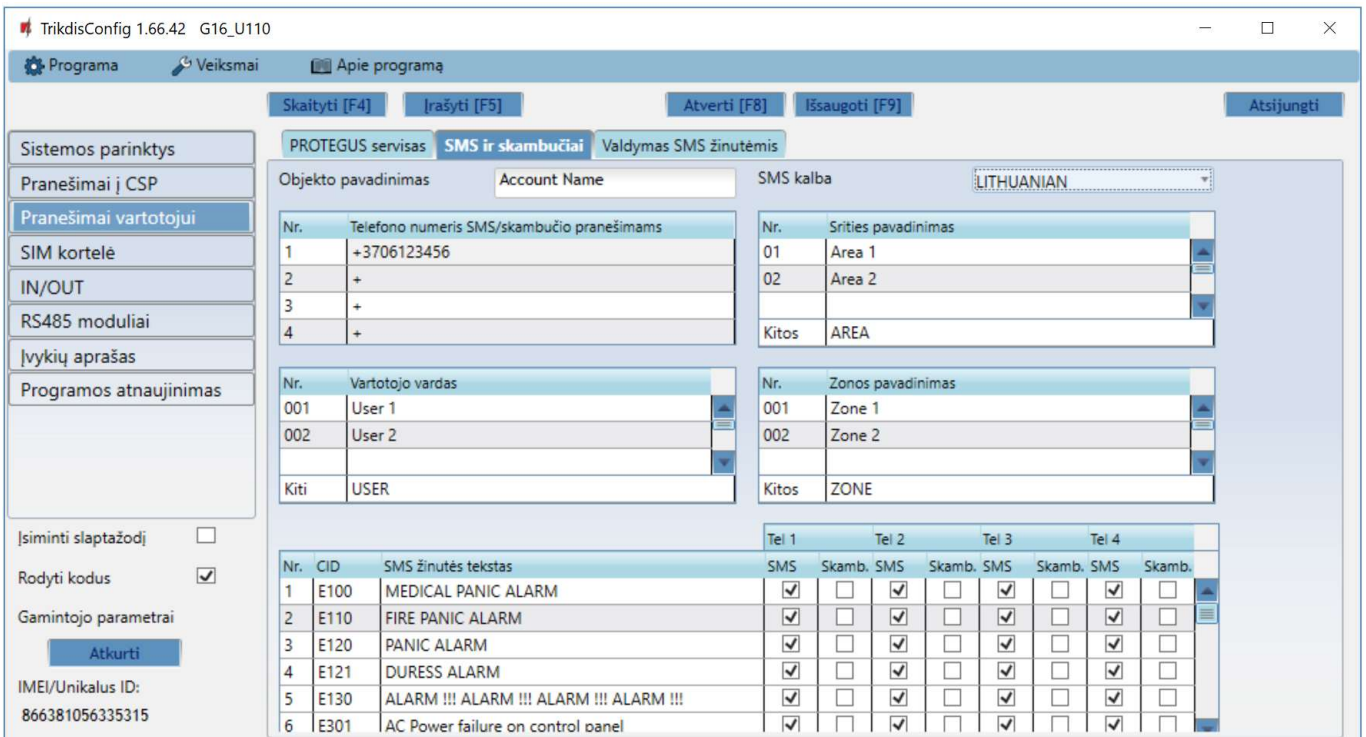 TrikdisConfig 1.66.42 G16_U110
Programa Veiksmai Apie programą
Skaityti [F4] Įrašyti [F5] Atverti [F8] Išsaugoti [F9] Atsijungti
Sistemos parinktys
Pranešimai į CSP
Pranešimai vartotojui
SIM kortelė
IN/OUT
RS485 moduliai
Įvykių aprašas
Programos atnaujinimas
Įsiminti slaptažodį
Rodyti kodus
Gamintojo parametrai
Atkurti
IMEI/Unikalus ID:
866381056335315
PROTEGUS servisas SMS ir skambučiai Valdymas SMS žinutėmis
Objekto pavadinimas Account Name SMS kalba LITHUANIAN
Nr. Telefono numeris SMS/skambučio pranešimams
1 +3706123456
2 +
3 +
4 +
Nr. Srities pavadinimas
01 Area 1
02 Area 2
Kitos AREA
Nr. Vartotojo vardas
001 User 1
002 User 2
Kiti USER
Nr. Zonos pavadinimas
001 Zone 1
002 Zone 2
Kitos ZONE
Tel 1 Tel 2 Tel 3 Tel 4
Nr. CID SMS žinutės tekstas SMS Skamb. SMS Skamb. SMS Skamb. SMS Skamb.
1 E100 MEDICAL PANIC ALARM
2 E110 FIRE PANIC ALARM
3 E120 PANIC ALARM
4 E121 DURESS ALARM
5 E130 ALARM !!! ALARM !!! ALARM !!! ALARM !!!
6 E301 AC Power failure on control panel